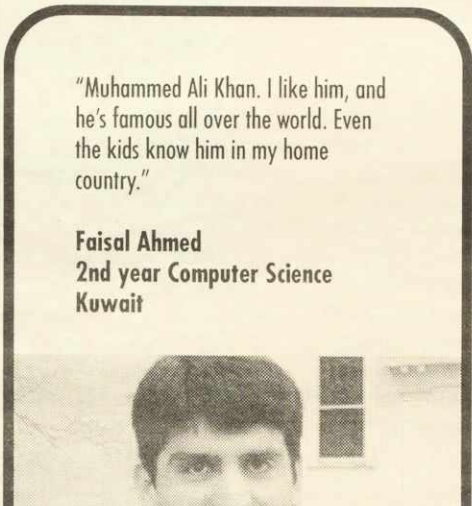 "Muhammed Ali Khan. I like him, and
he's famous all over the world. Even
the kids know him in my home
country."
Faisal Ahmed
2nd year Computer Science
Kuwait